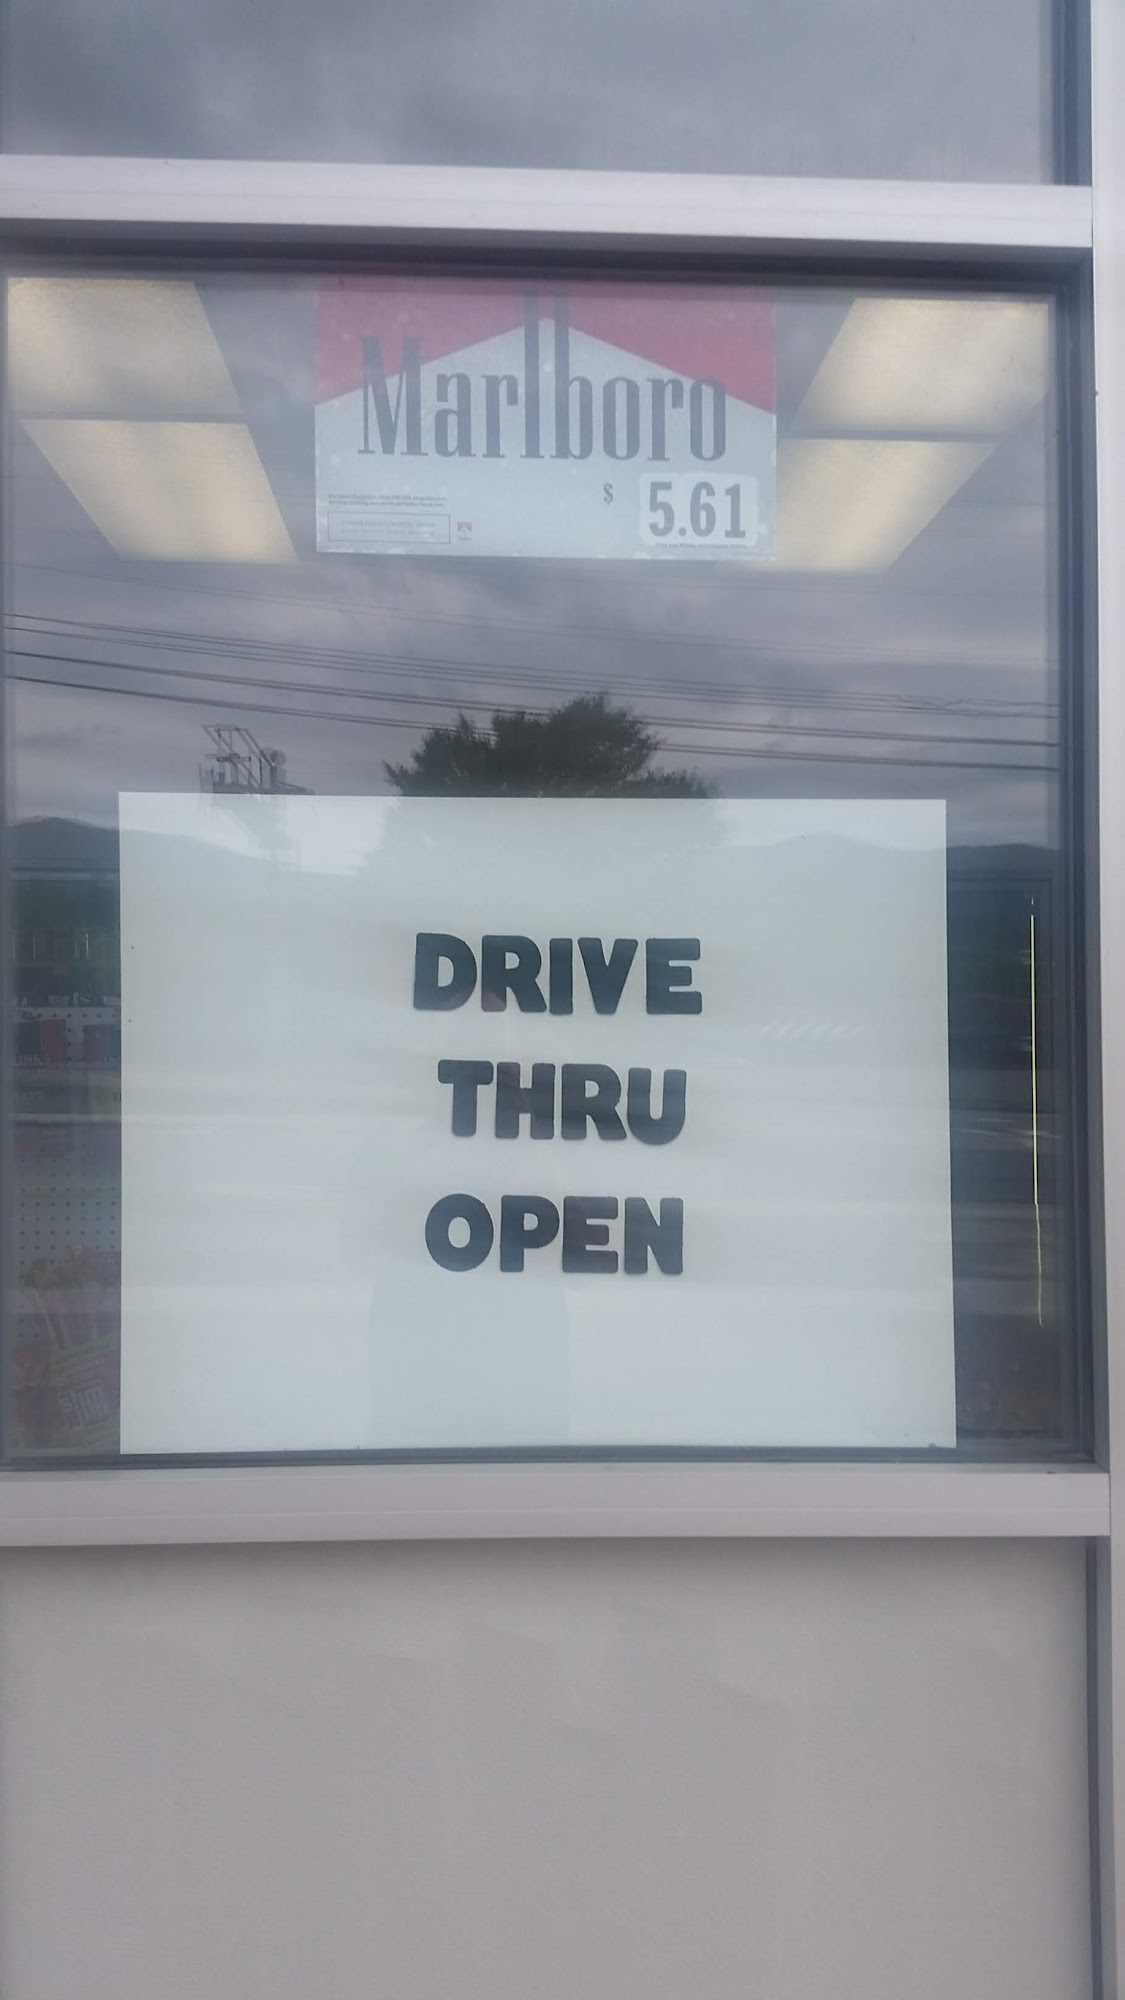 Marlboro
$ 5.61
DRIVE
THRU
OPEN